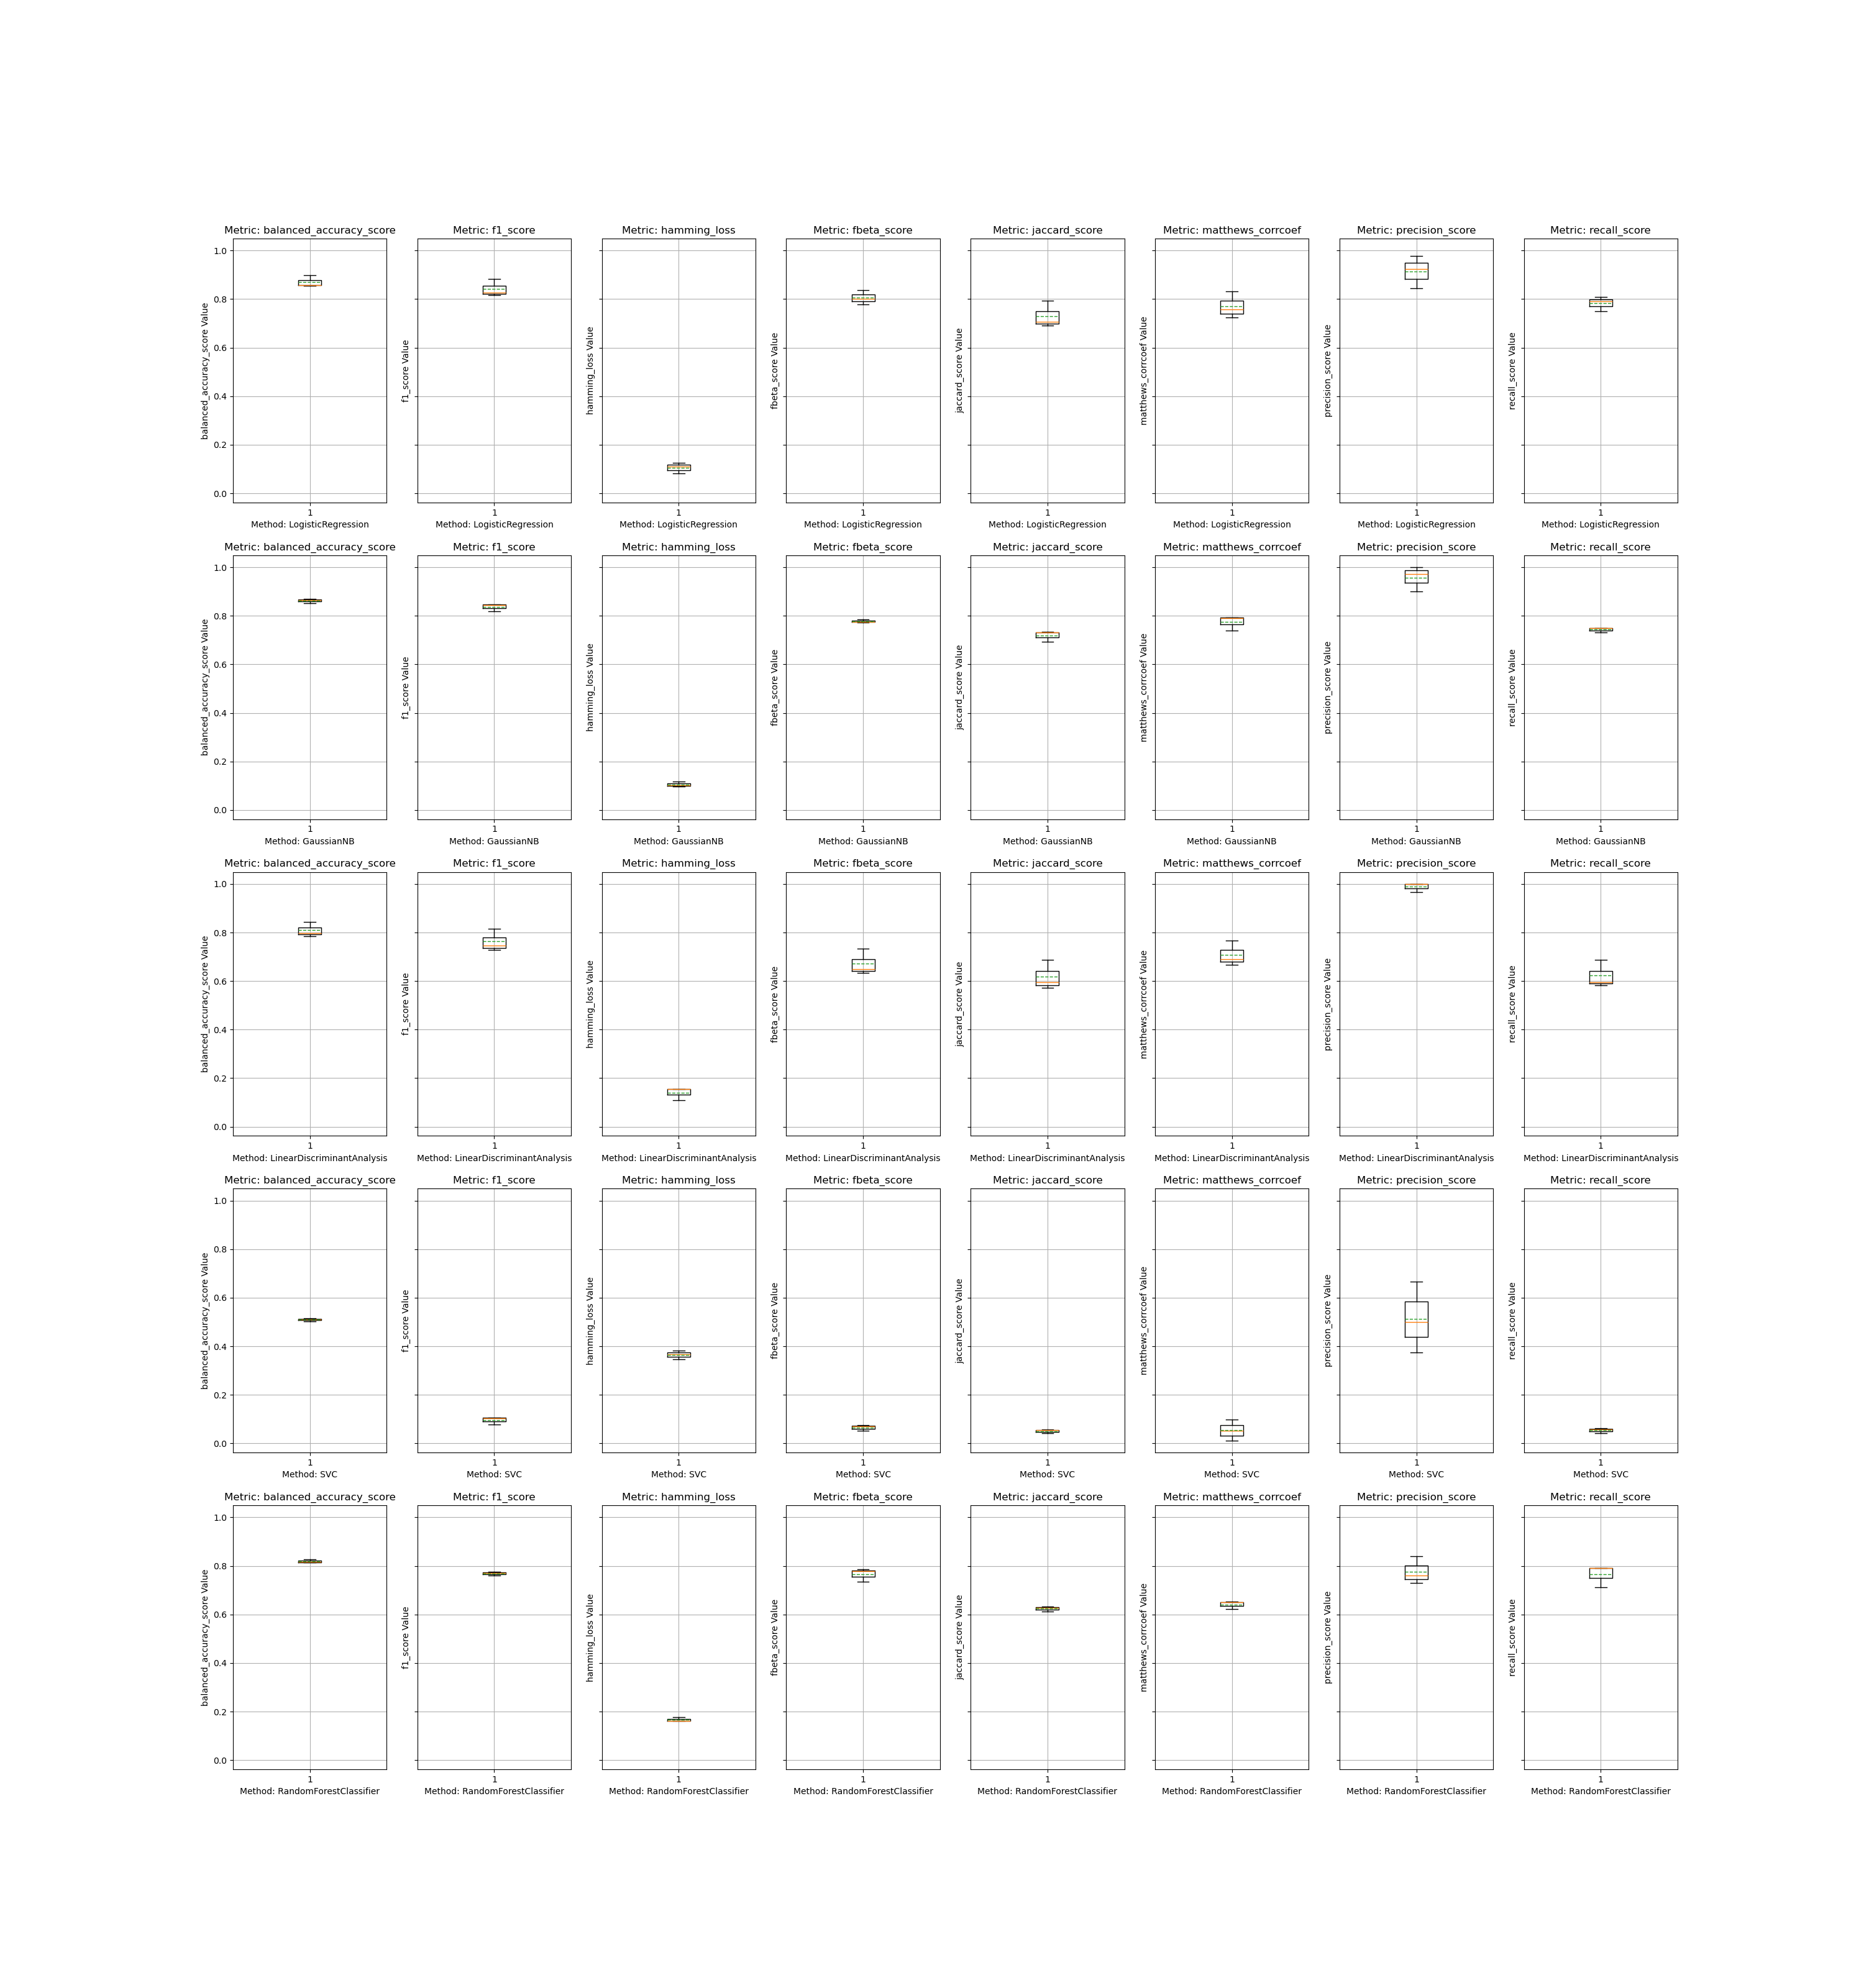 Metric: balanced_accuracy_score Metric: f1_score Metric: hamming_loss Metric: fbeta_score Metric: jaccard_score Metric: matthews_corrcoef Metric: precision_score Metric: recall_score
1.0
0.8
0.6
0.4
0.2
0.0
balanced_accuracy_score Value
f1_score Value
hamming_loss Value
fbeta_score Value
jaccard_score Value
matthews_corrcoef Value
precision_score Value
recall_score Value
1 1 1 1 1 1 1 1
Method: LogisticRegression Method: LogisticRegression Method: LogisticRegression Method: LogisticRegression Method: LogisticRegression Method: LogisticRegression Method: LogisticRegression Method: LogisticRegression
Metric: balanced_accuracy_score Metric: f1_score Metric: hamming_loss Metric: fbeta_score Metric: jaccard_score Metric: matthews_corrcoef Metric: precision_score Metric: recall_score
1.0
0.8
0.6
0.4
0.2
0.0
balanced_accuracy_score Value
f1_score Value
hamming_loss Value
fbeta_score Value
jaccard_score Value
matthews_corrcoef Value
precision_score Value
recall_score Value
1 1 1 1 1 1 1 1
Method: GaussianNB Method: GaussianNB Method: GaussianNB Method: GaussianNB Method: GaussianNB Method: GaussianNB Method: GaussianNB Method: GaussianNB
Metric: balanced_accuracy_score Metric: f1_score Metric: hamming_loss Metric: fbeta_score Metric: jaccard_score Metric: matthews_corrcoef Metric: precision_score Metric: recall_score
1.0
0.8
0.6
0.4
0.2
0.0
balanced_accuracy_score Value
f1_score Value
hamming_loss Value
fbeta_score Value
jaccard_score Value
matthews_corrcoef Value
precision_score Value
recall_score Value
1 1 1 1 1 1 1 1
Method: LinearDiscriminantAnalysis Method: LinearDiscriminantAnalysis Method: LinearDiscriminantAnalysis Method: LinearDiscriminantAnalysis Method: LinearDiscriminantAnalysis Method: LinearDiscriminantAnalysis Method: LinearDiscriminantAnalysis Method: LinearDiscriminantAnalysis
Metric: balanced_accuracy_score Metric: f1_score Metric: hamming_loss Metric: fbeta_score Metric: jaccard_score Metric: matthews_corrcoef Metric: precision_score Metric: recall_score
1.0
0.8
0.6
0.4
0.2
0.0
balanced_accuracy_score Value
f1_score Value
hamming_loss Value
fbeta_score Value
jaccard_score Value
matthews_corrcoef Value
precision_score Value
recall_score Value
1 1 1 1 1 1 1 1
Method: SVC Method: SVC Method: SVC Method: SVC Method: SVC Method: SVC Method: SVC Method: SVC
Metric: balanced_accuracy_score Metric: f1_score Metric: hamming_loss Metric: fbeta_score Metric: jaccard_score Metric: matthews_corrcoef Metric: precision_score Metric: recall_score
1.0
0.8
0.6
0.4
0.2
0.0
balanced_accuracy_score Value
f1_score Value
hamming_loss Value
fbeta_score Value
jaccard_score Value
matthews_corrcoef Value
precision_score Value
recall_score Value
1 1 1 1 1 1 1 1
Method: RandomForestClassifier Method: RandomForestClassifier Method: RandomForestClassifier Method: RandomForestClassifier Method: RandomForestClassifier Method: RandomForestClassifier Method: RandomForestClassifier Method: RandomForestClassifier